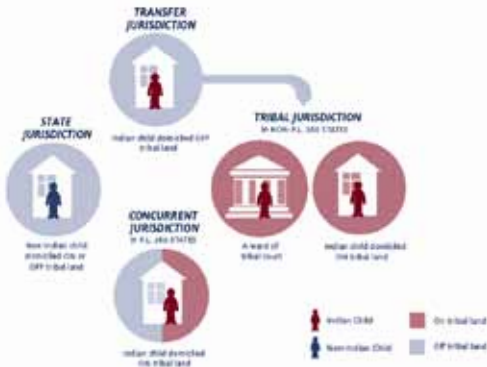 TRANSFER
JURISDICTION
Indian child domiciled OFF
tribal land
STATE
JURISDICTION
Non-Indian child
domiciled ON or
OFF tribal land
TRIBAL JURISDICTION
in NON-P.L. 280 STATES
A ward of
tribal court
Indian child domiciled
ON tribal land
CONCURRENT
JURISDICTION
in P.L. 280 STATES
Indian child domiciled
ON tribal land
Indian Child
Non-Indian Child
On tribal land
Off tribal land